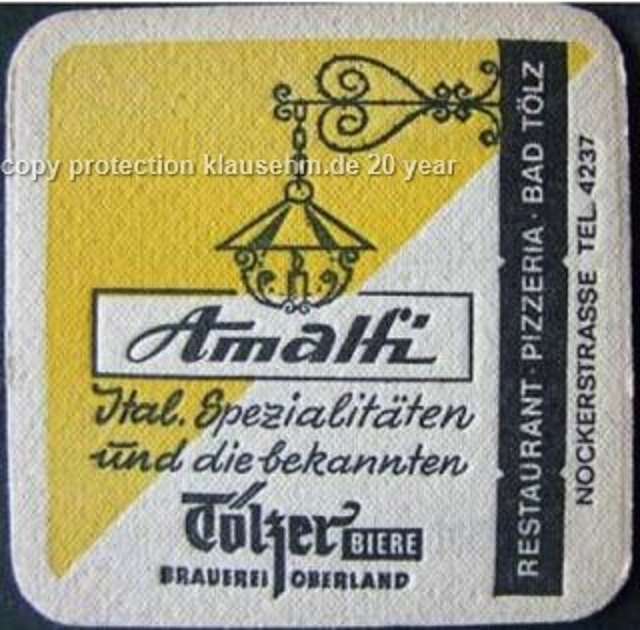 copy protection klausehm.de 20 year
Amalfi
Ital. Spezialitäten
und die bekannten
Tölzer BIERE
BRAUEREI OBERLAND
RESTAURANT · PIZZERIA · BAD TÖLZ
NOCKERSTRASSE TEL. 4237